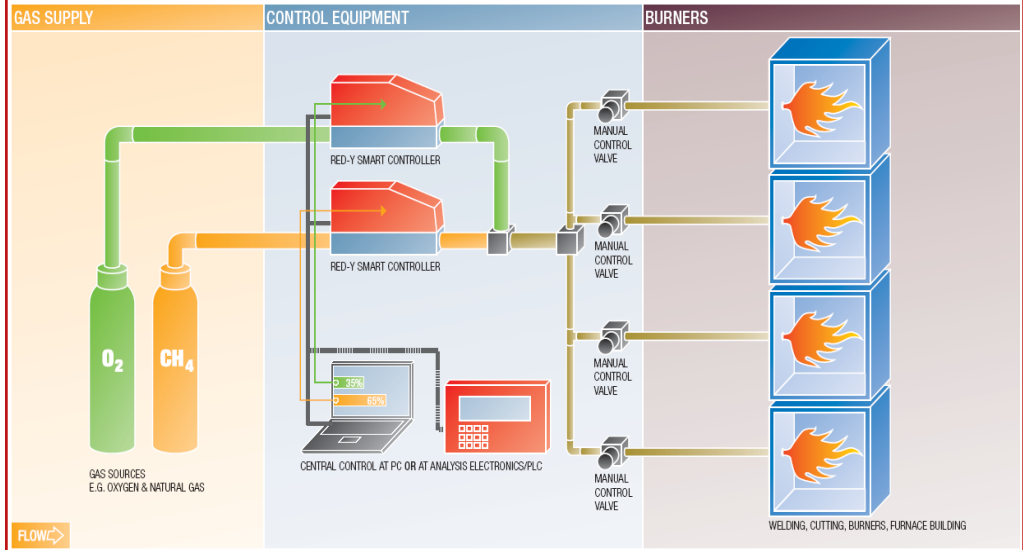 GAS SUPPLY
CONTROL EQUIPMENT
BURNERS
RED-Y SMART CONTROLLER
RED-Y SMART CONTROLLER
MANUAL
CONTROL
VALVE
MANUAL
CONTROL
VALVE
MANUAL
CONTROL
VALVE
MANUAL
CONTROL
VALVE
O₂
CH₄
35%
65%
GAS SOURCES
E.G. OXYGEN & NATURAL GAS
CENTRAL CONTROL AT PC OR AT ANALYSIS ELECTRONICS/PLC
WELDING, CUTTING, BURNERS, FURNACE BUILDING
FLOW